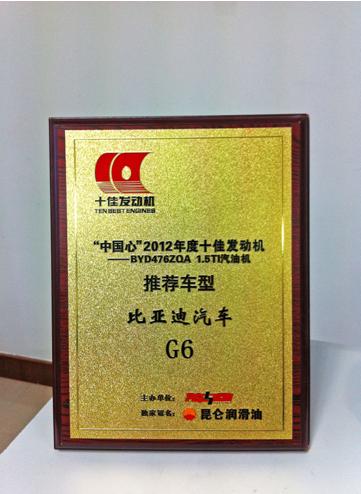 十佳发动机
TEN BEST ENGINES
“中国心”2012年度十佳发动机
——BYD476ZQA 1.5TI汽油机
推荐车型
比亚迪汽车
G6
主办单位:
独家冠名: 昆仑润滑油